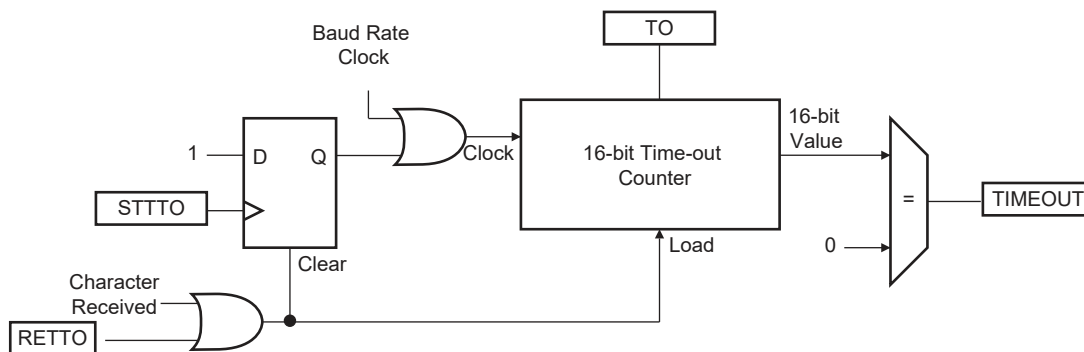 Baud Rate
Clock
TO
1
D
Q
Clock
16-bit Time-out
Counter
16-bit
Value
=
TIMEOUT
STTTO
Clear
Load
0
Character
Received
RETTO